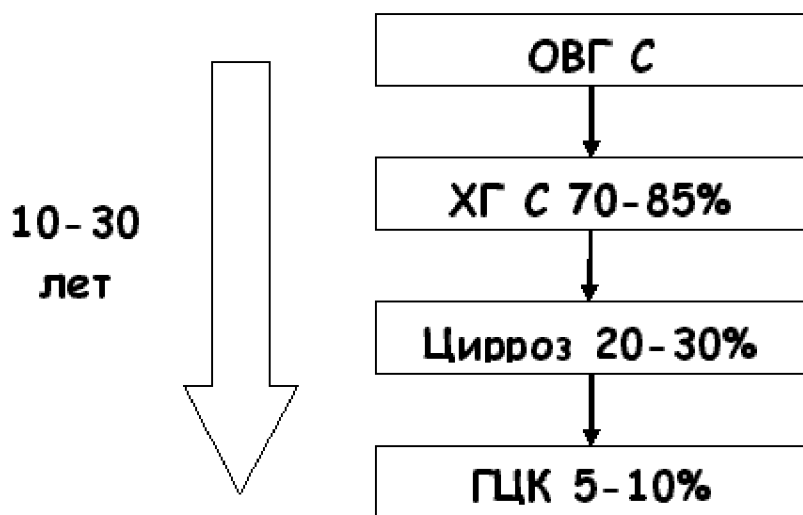 ОВГ С
ХГ С 70-85%
10-30
лет
Цирроз 20-30%
ГЦК 5-10%